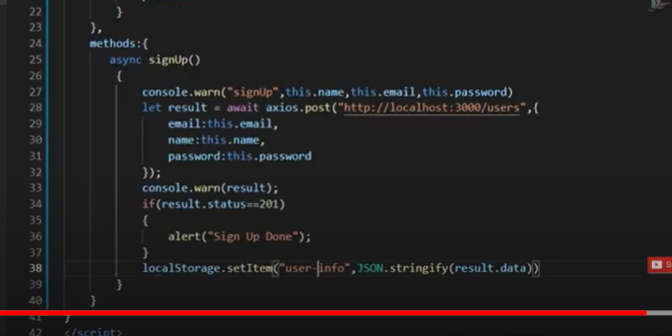 22 }
23 },
24 methods:{
25 async signUp()
26 {
27 console.warn("signUp",this.name,this.email,this.password)
28 let result = await axios.post("http://localhost:3000/users",{
29 email:this.email,
30 name:this.name,
31 password:this.password
32 });
33 console.warn(result);
34 if(result.status==201)
35 {
36 alert("Sign Up Done");
37 }
38 localStorage.setItem("user-info",JSON.stringify(result.data))
39 }
40 }
41 }
</script>